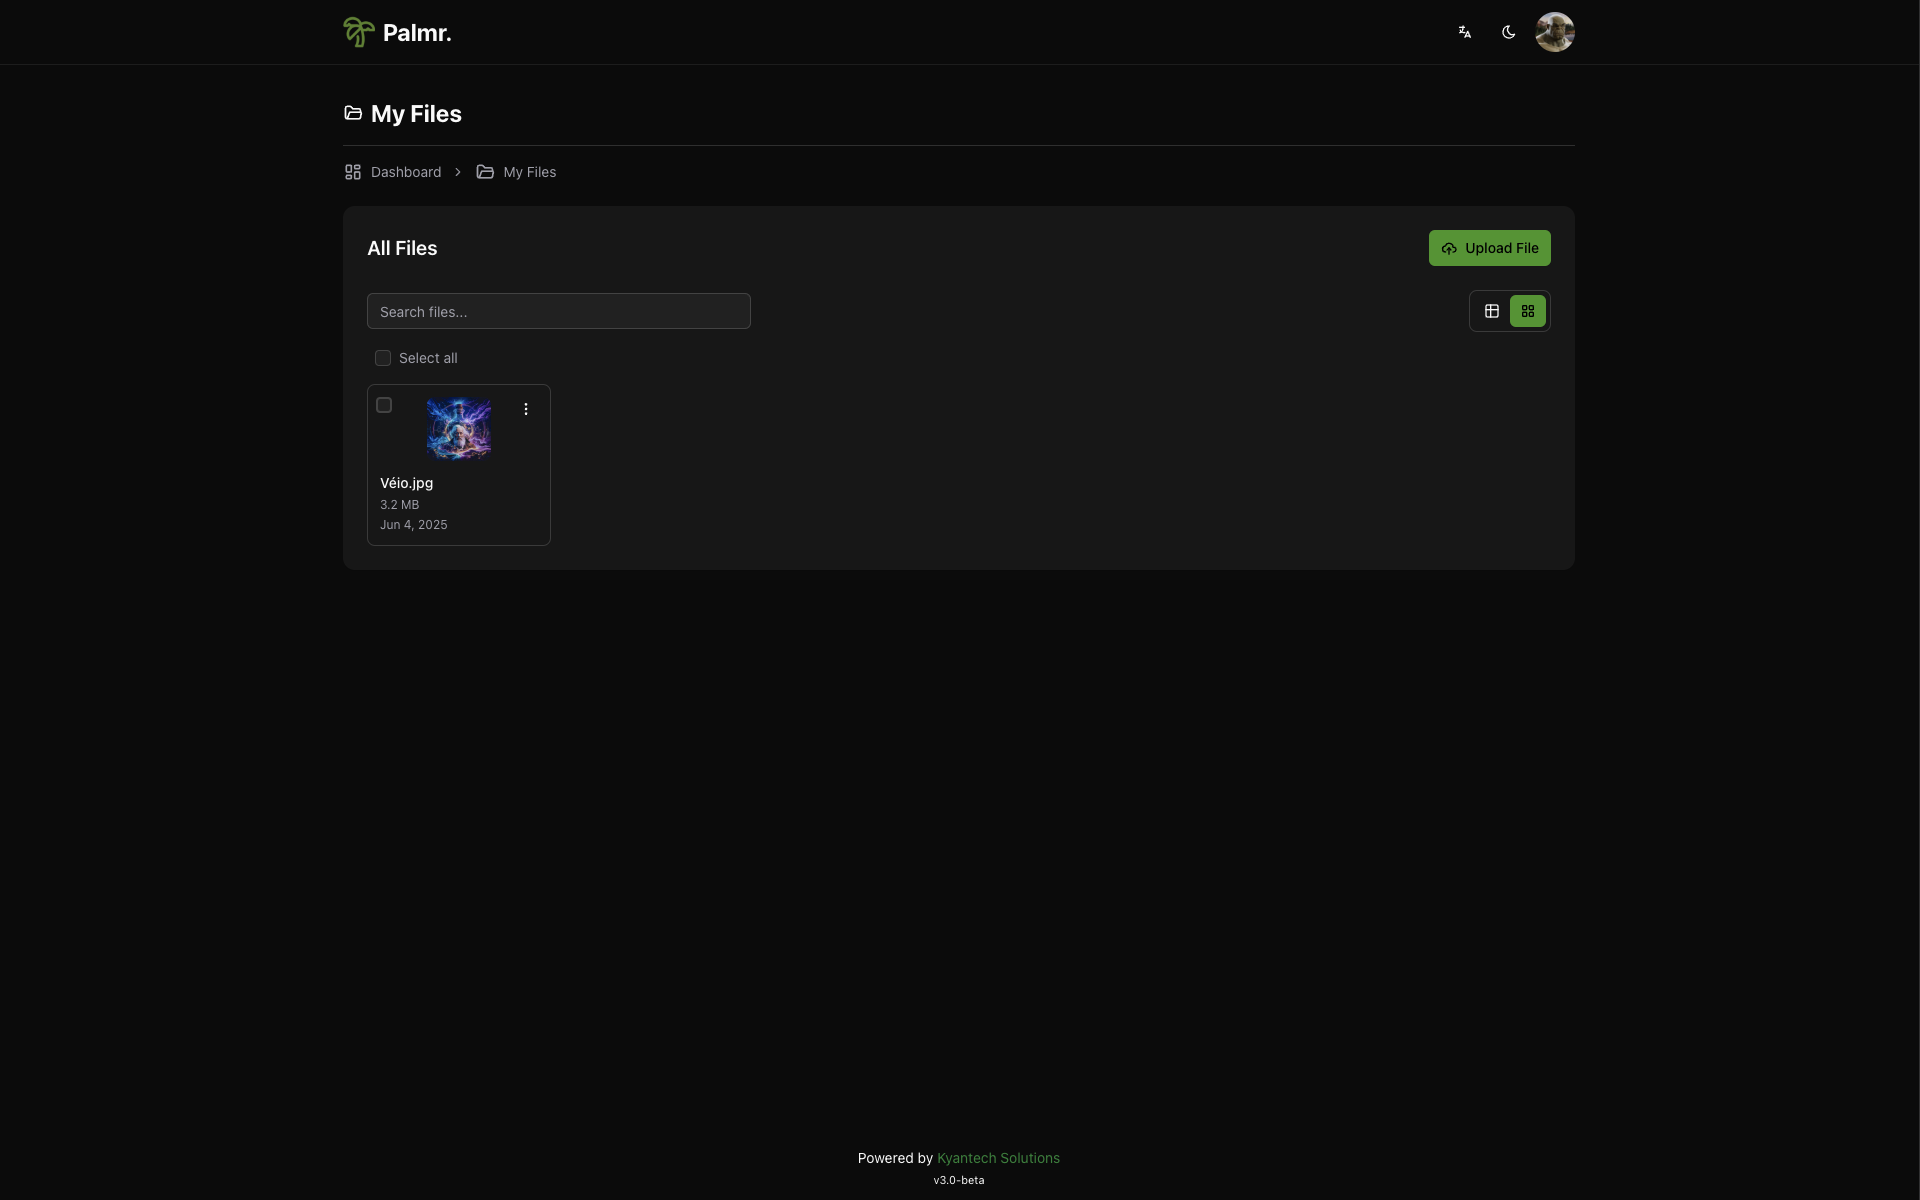 Palmr.
My Files
Dashboard > My Files
All Files
Upload File
Search files...
Select all
Véio.jpg
3.2 MB
Jun 4, 2025
Powered by Kyantech Solutions
v3.0-beta